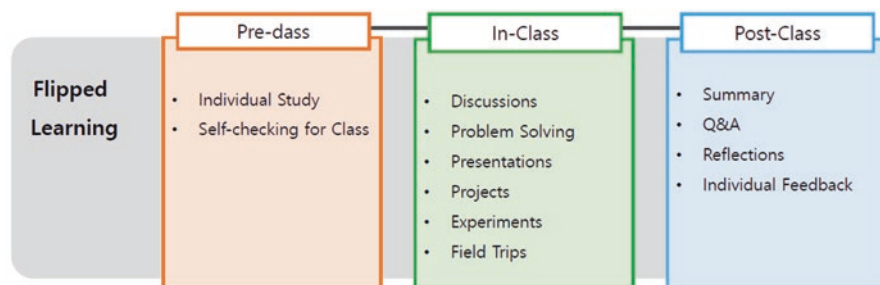 Pre-dass
In-Class
Post-Class
Flipped
Learning
• Individual Study
• Self-checking for Class
• Discussions
• Problem Solving
• Presentations
• Projects
• Experiments
• Field Trips
• Summary
• Q&A
• Reflections
• Individual Feedback